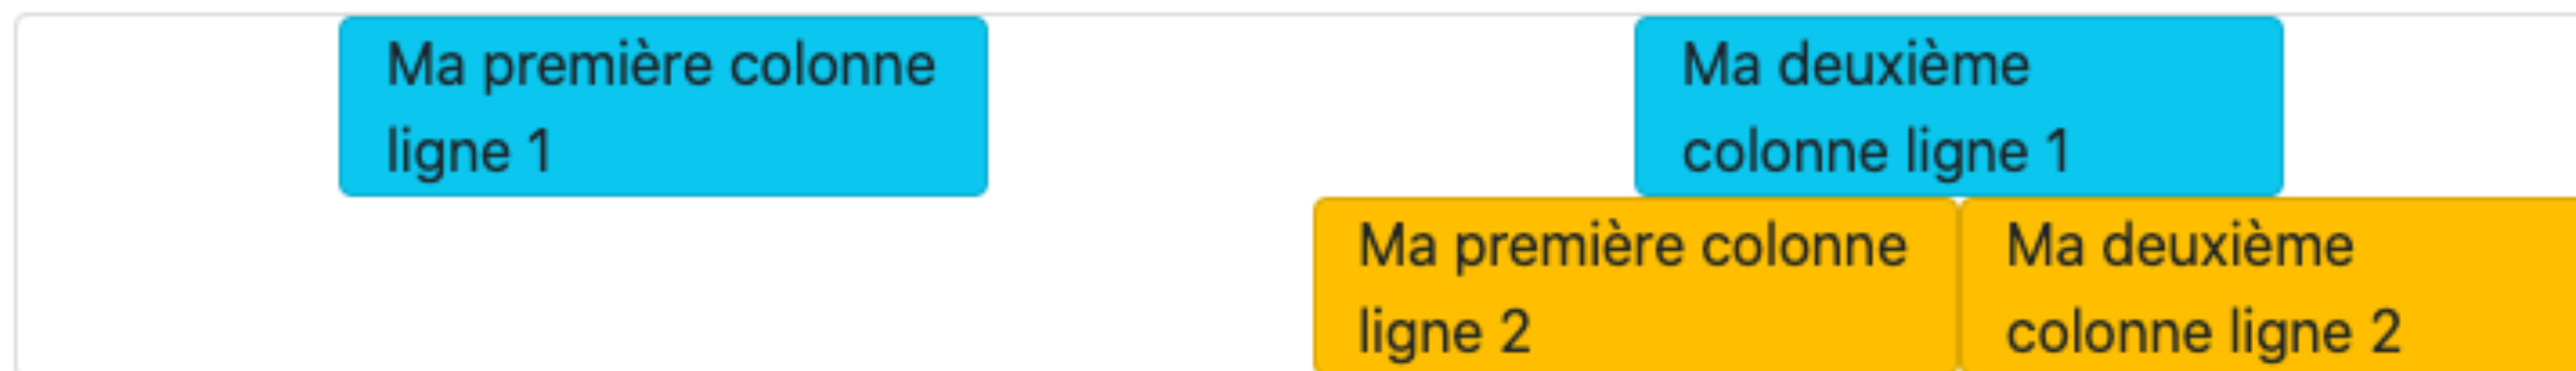 Ma première colonne
ligne 1
Ma deuxième
colonne ligne 1
Ma première colonne
ligne 2
Ma deuxième
colonne ligne 2